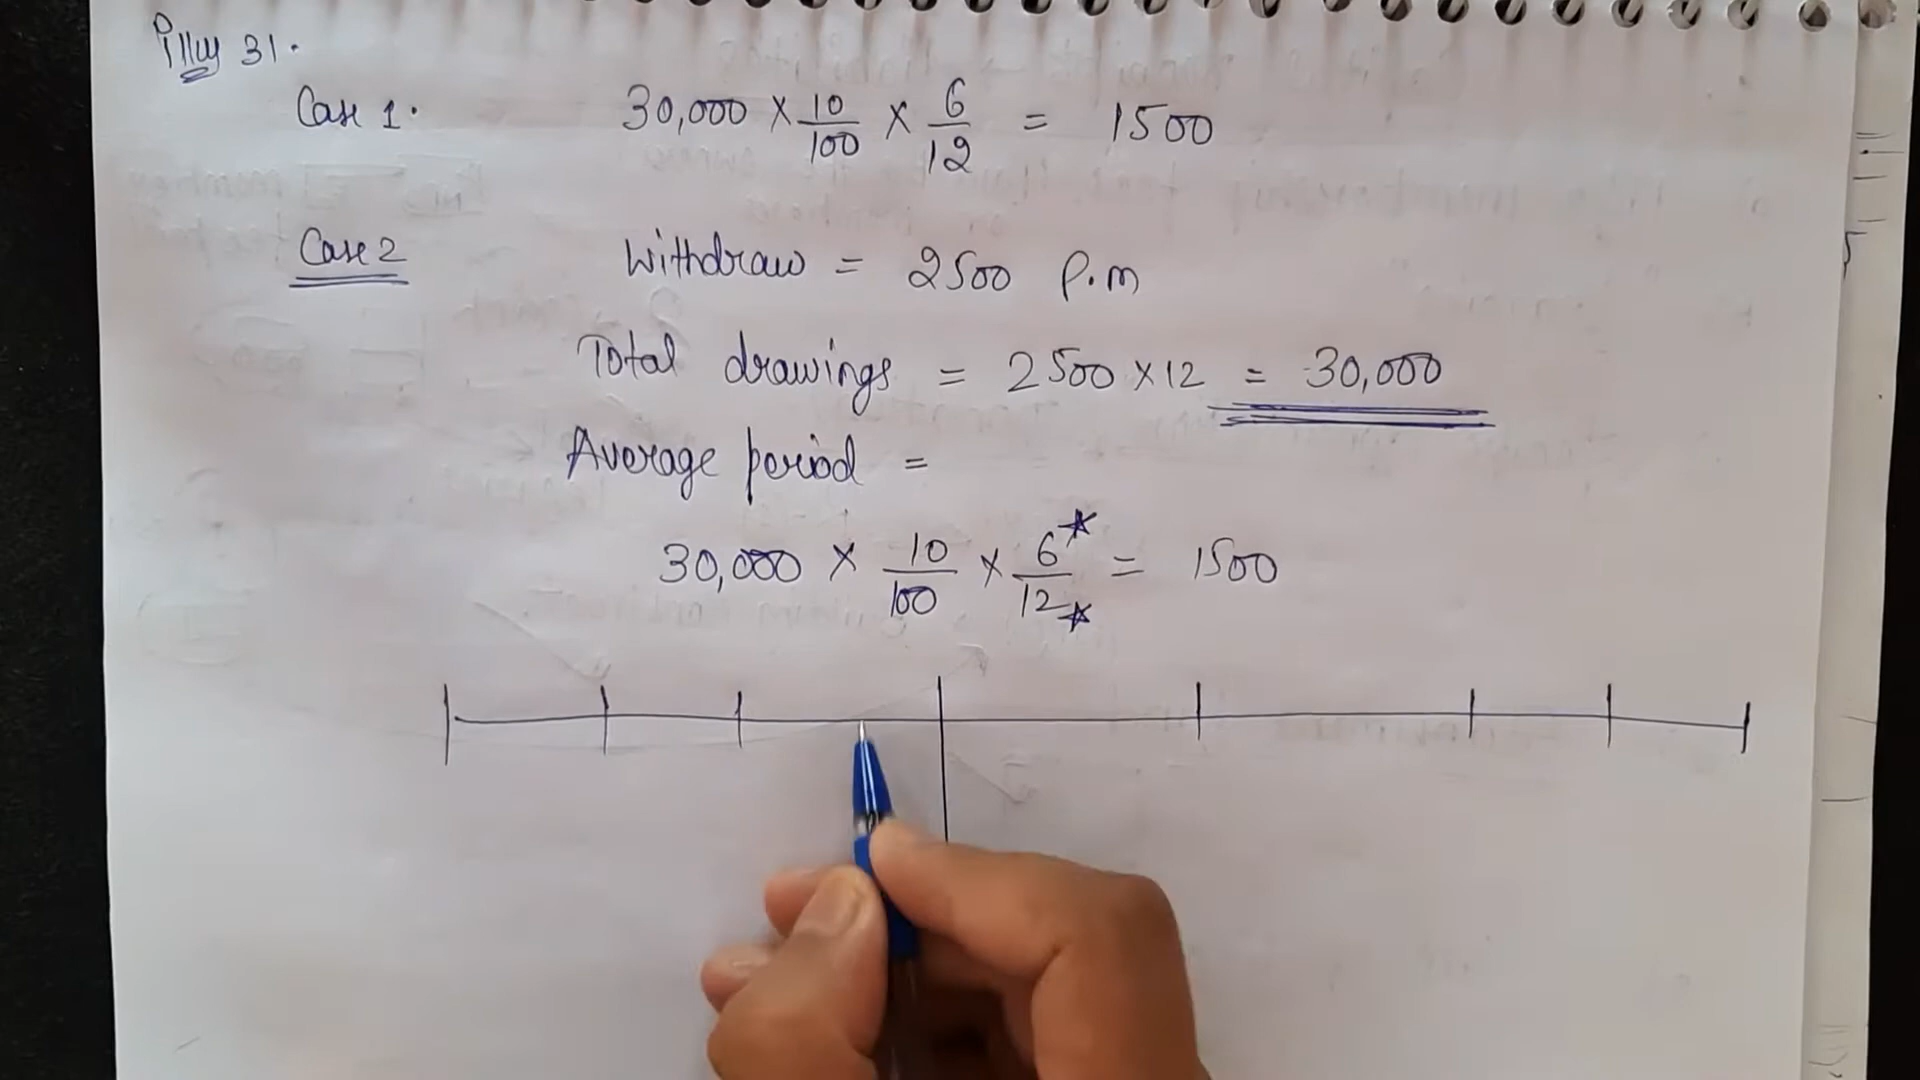 Illus 31.
Case 1. 30,000 × 10/100 × 6/12 = 1500
Case 2 Withdraw = 2500 P.m
Total drawings = 2500 × 12 = 30,000
Average period =
30,000 × 10/100 × 6*/12* = 1500